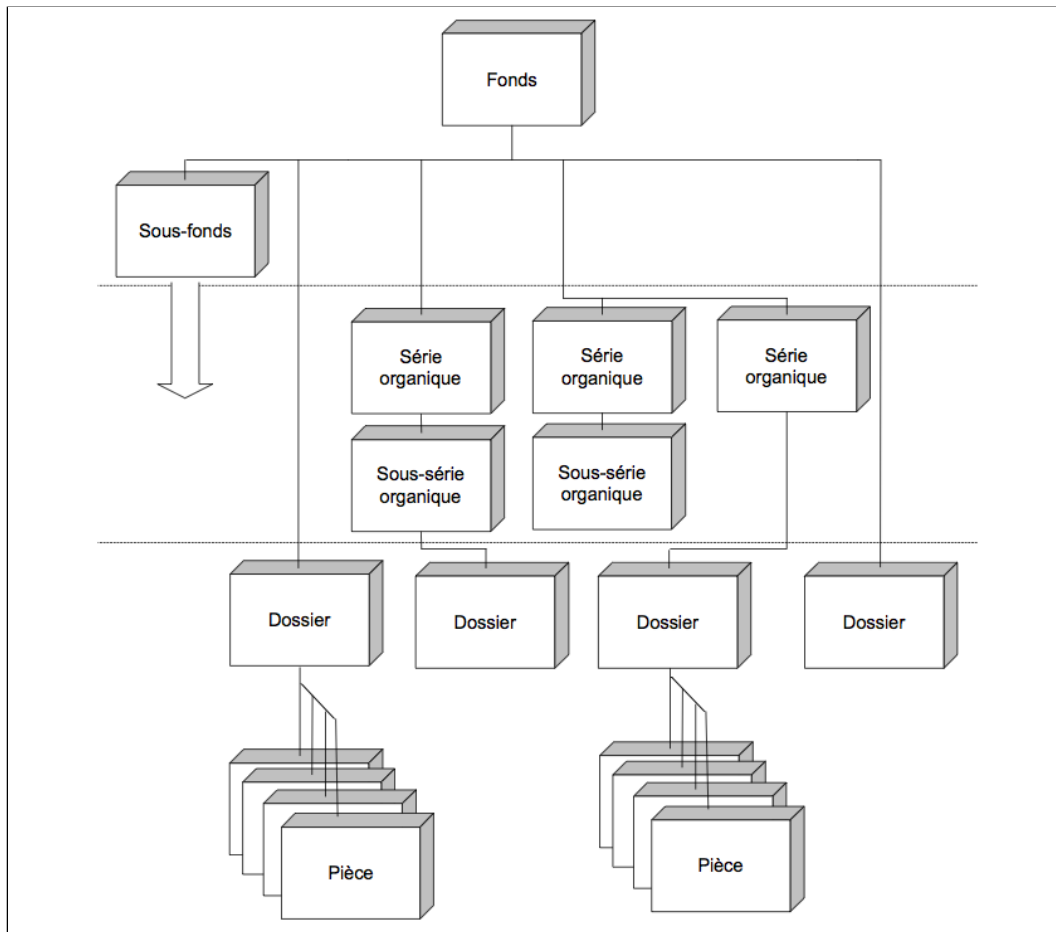 Fonds
Sous-fonds
Série
organique
Série
organique
Série
organique
Sous-série
organique
Sous-série
organique
Dossier
Dossier
Dossier
Dossier
Pièce
Pièce